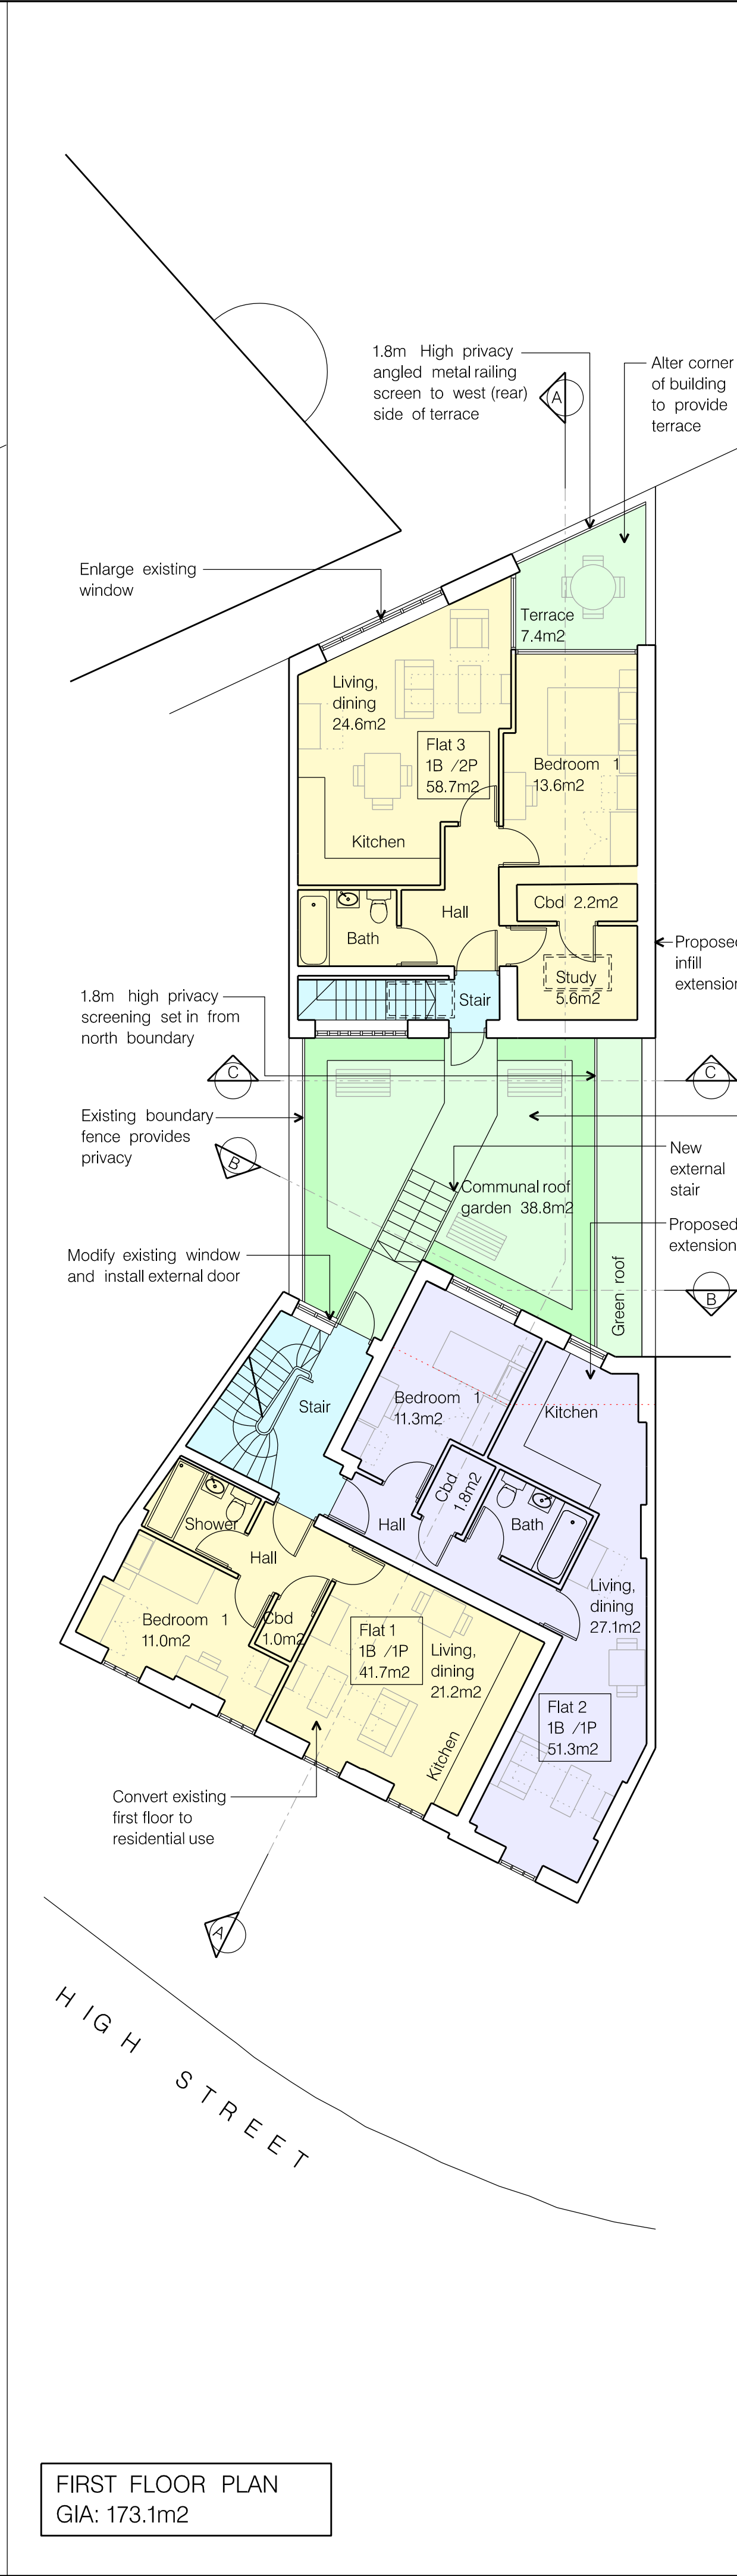 1.8m High privacy
angled metal railing
screen to west (rear)
side of terrace
A
Alter corner
of building
to provide
terrace
Enlarge existing
window
Terrace
7.4m2
Living,
dining
24.6m2
Flat 3
1B /2P
58.7m2
Bedroom 1
13.6m2
Kitchen
Cbd 2.2m2
Hall
Bath
Study
5.6m2
Stair
Proposed
infill
extension
1.8m high privacy
screening set in from
north boundary
C
C
Existing boundary
fence provides
privacy
B
New
external
stair
Communal roof
garden 38.8m2
Proposed
extension
Modify existing window
and install external door
Green roof
B
Stair
Bedroom 1
11.3m2
Kitchen
Cbd
1.8m2
Hall
Bath
Shower
Hall
Bedroom 1
11.0m2
Cbd
1.0m2
Flat 1
1B /1P
41.7m2
Living,
dining
21.2m2
Kitchen
Living,
dining
27.1m2
Flat 2
1B /1P
51.3m2
Convert existing
first floor to
residential use
A
HIGH STREET
FIRST FLOOR PLAN
GIA: 173.1m2